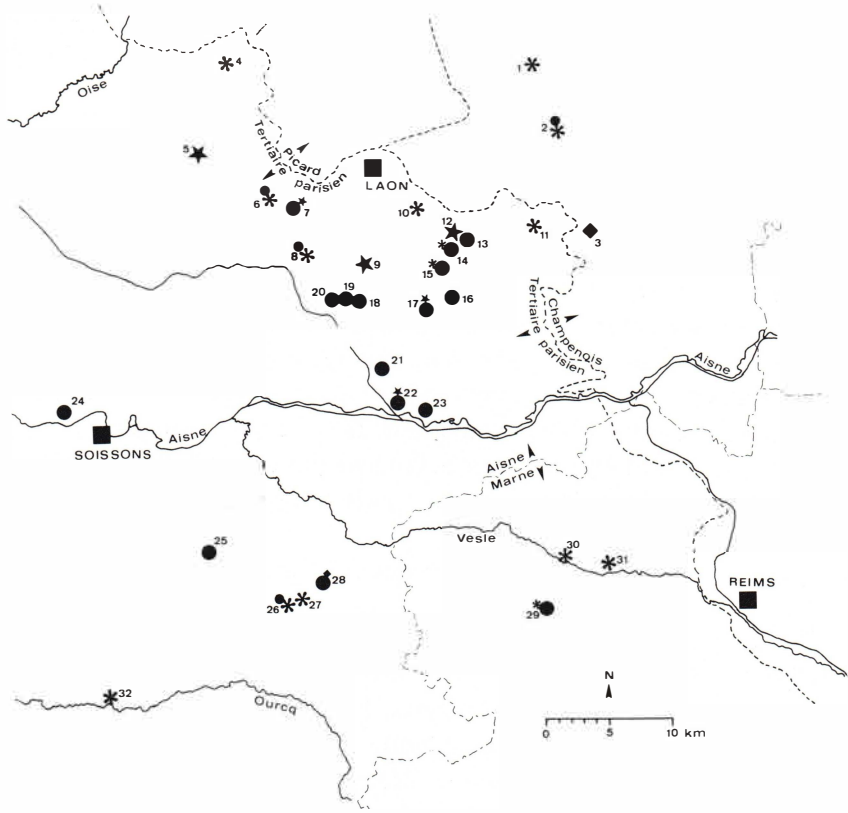 4
1
Oise
2
5
Picard
Tertiaire parisien
LAON
6
7
10
12
11
3
13
8
14
9
15
20
19
18
17
16
Champenois
Tertiaire parisien
21
Aisne
22
23
24
SOISSONS
Aisne
Aisne
Marne
25
Vesle
30
31
28
REIMS
26
27
29
N
32
Ourcq
0 5 10 km